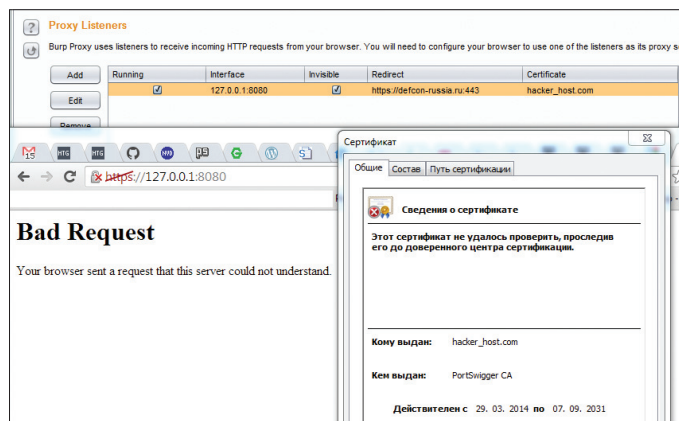 Proxy Listeners
Burp Proxy uses listeners to receive incoming HTTP requests from your browser. You will need to configure your browser to use one of the listeners as its proxy
Add
Running Interface Invisible Redirect Certificate
127.0.0.1:8080 https://defcon-russia.ru:443 hacker_host.com
Edit
Remove
15 HTG HTG
https://127.0.0.1:8080
Bad Request
Your browser sent a request that this server could not understand.
Сертификат
Общие Состав Путь сертификации
Сведения о сертификате
Этот сертификат не удалось проверить, проследив
его до доверенного центра сертификации.
Кому выдан: hacker_host.com
Кем выдан: PortSwigger CA
Действителен с 29. 03. 2014 по 07. 09. 2031